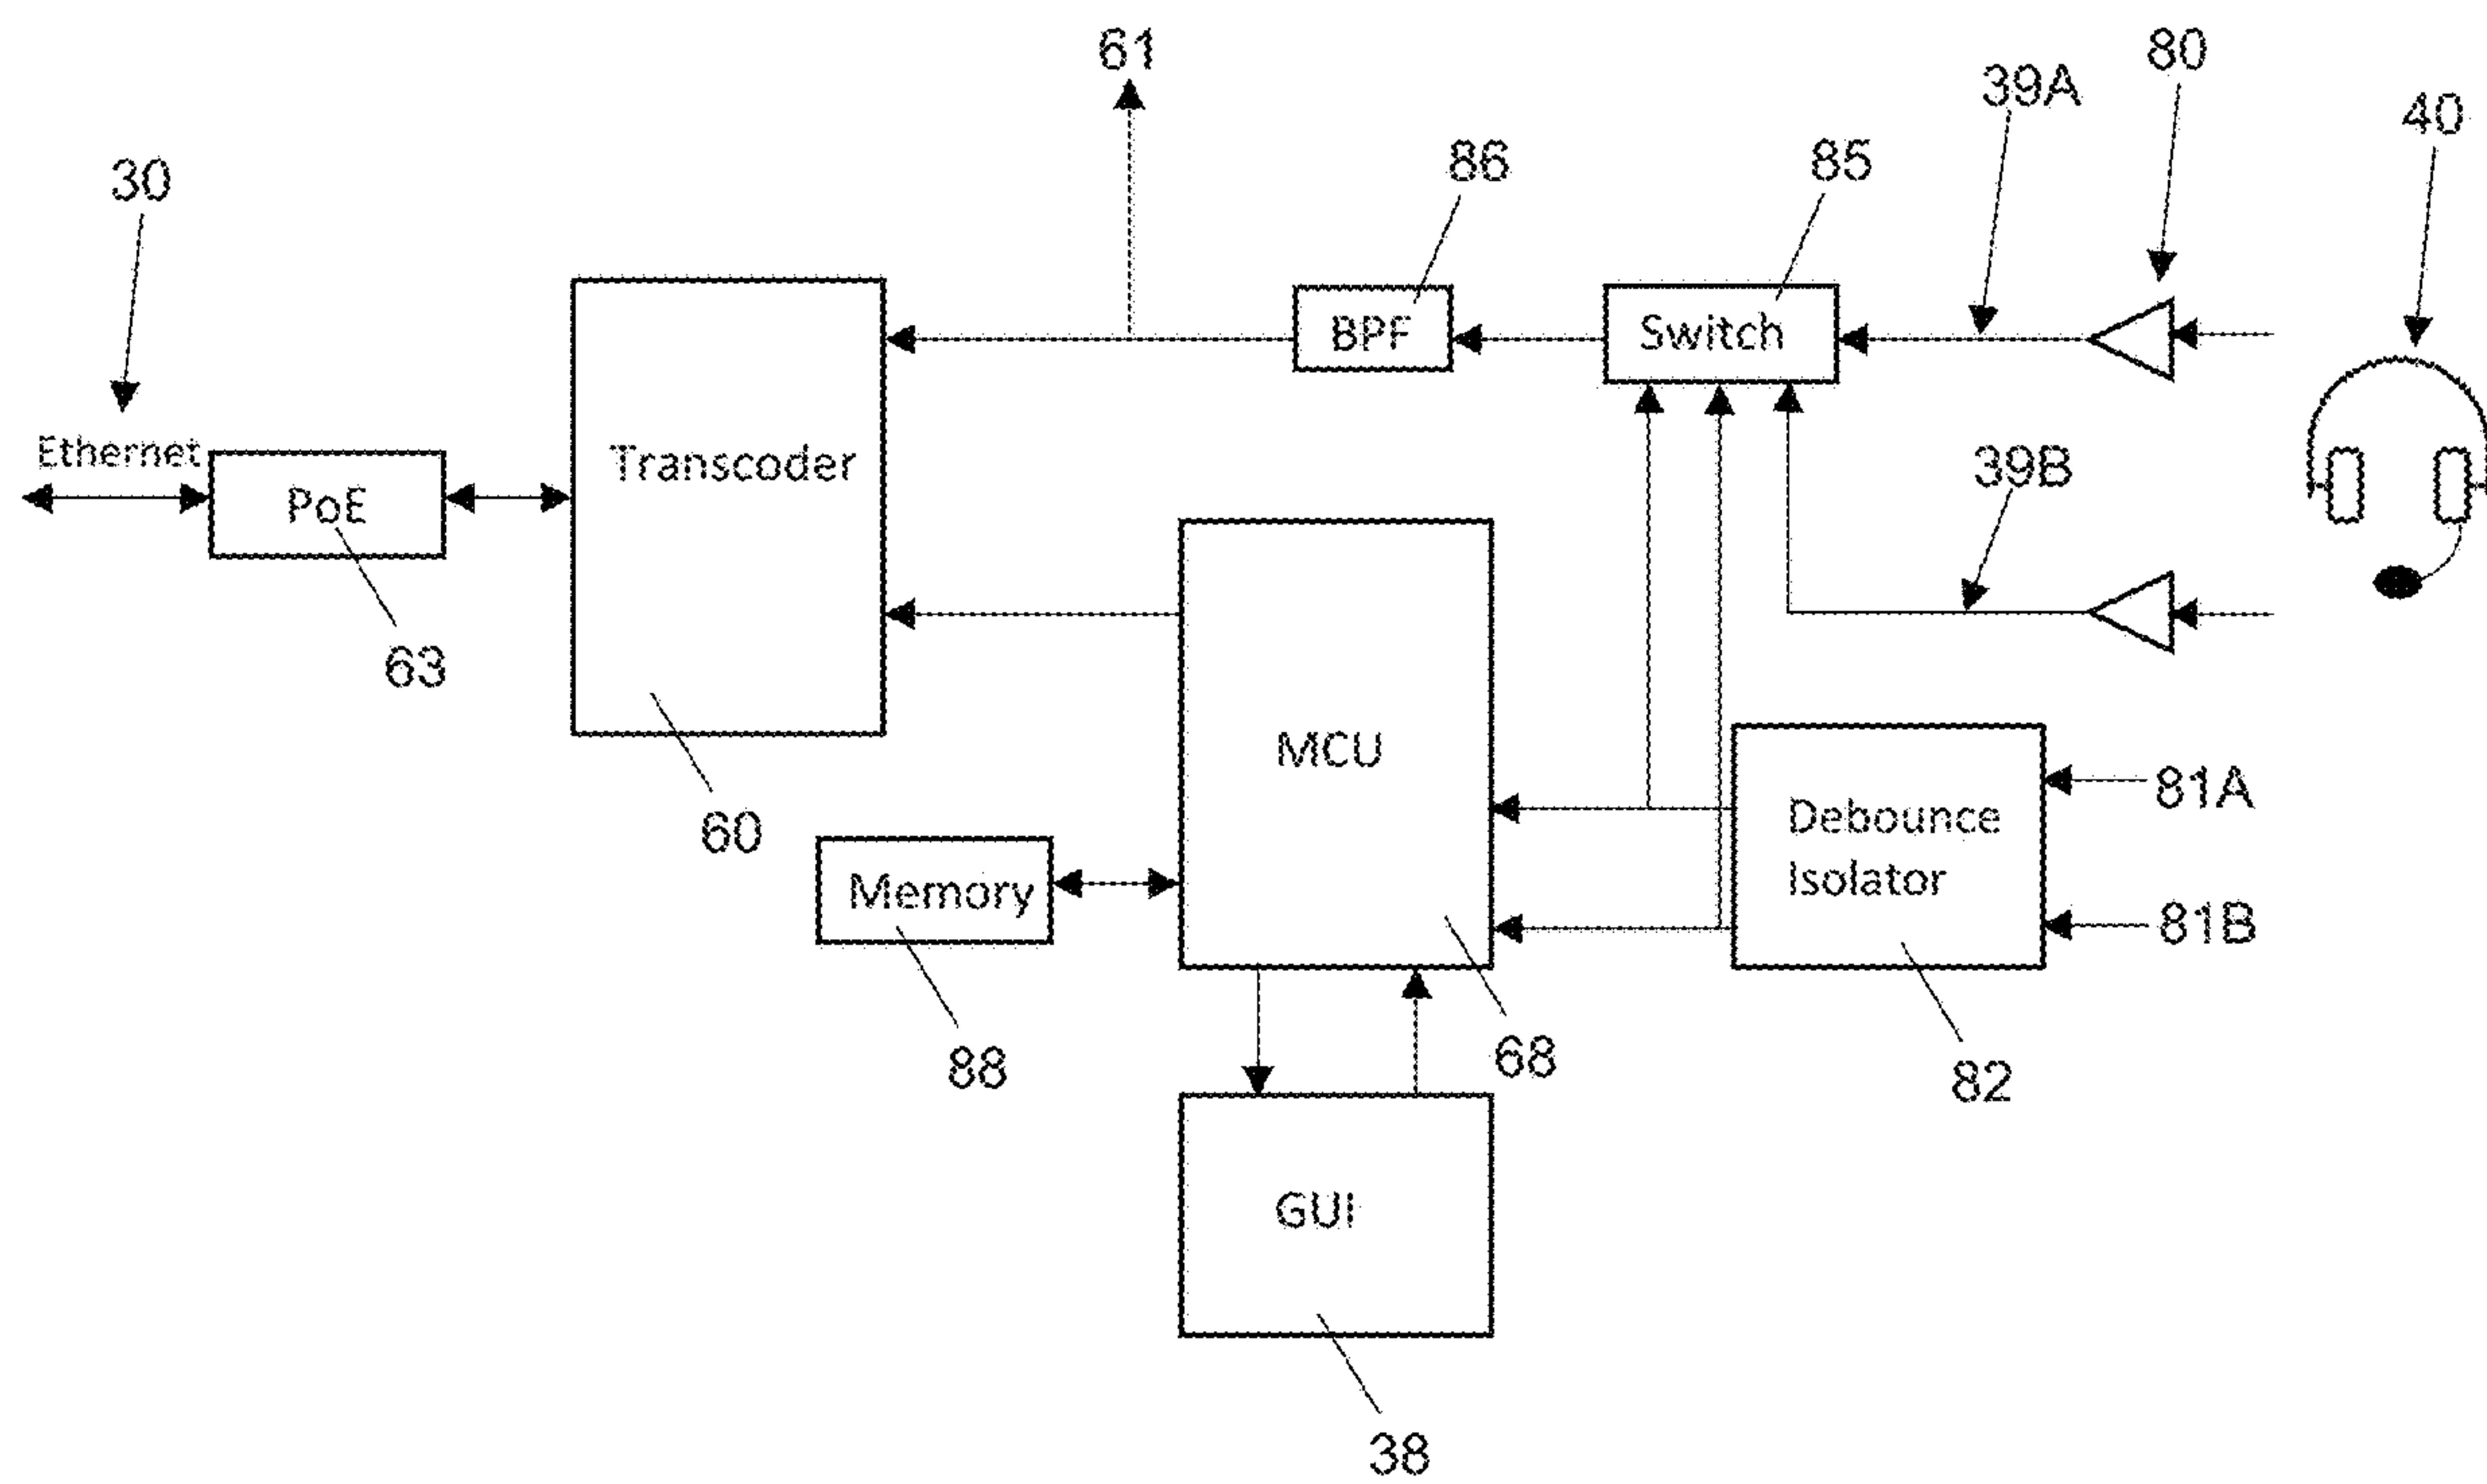 61
80
39A
40
86
85
30
BPF
Switch
Ethernet
Transcoder
39B
PoE
63
MCU
81A
Debounce
Isolator
60
Memory
81B
68
88
82
GUI
38